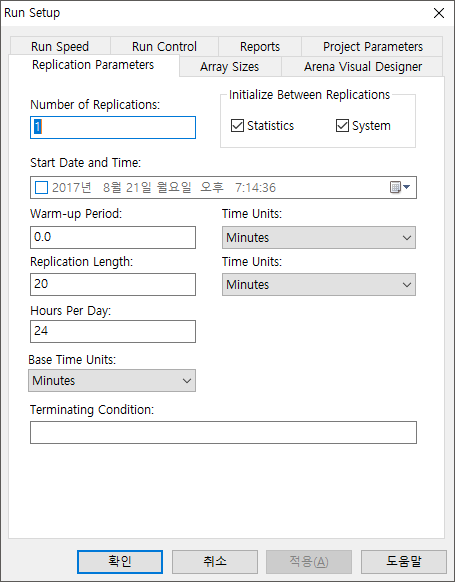 Run Setup
Run Speed Run Control Reports Project Parameters
Replication Parameters Array Sizes Arena Visual Designer
Number of Replications:
1
Initialize Between Replications
Statistics System
Start Date and Time:
2017년 8월 21일 월요일 오후 7:14:36
Warm-up Period: Time Units:
0.0 Minutes
Replication Length: Time Units:
20 Minutes
Hours Per Day:
24
Base Time Units:
Minutes
Terminating Condition:
확인 취소 적용(A) 도움말